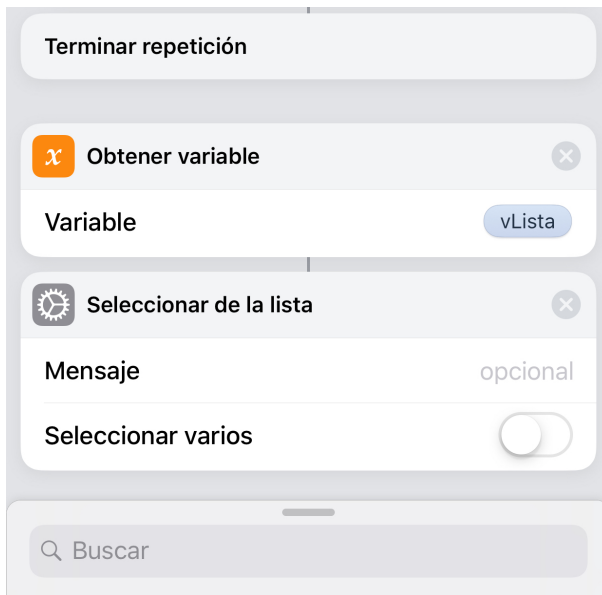 Terminar repetición
x Obtener variable
Variable vLista
Seleccionar de la lista
Mensaje opcional
Seleccionar varios
Buscar